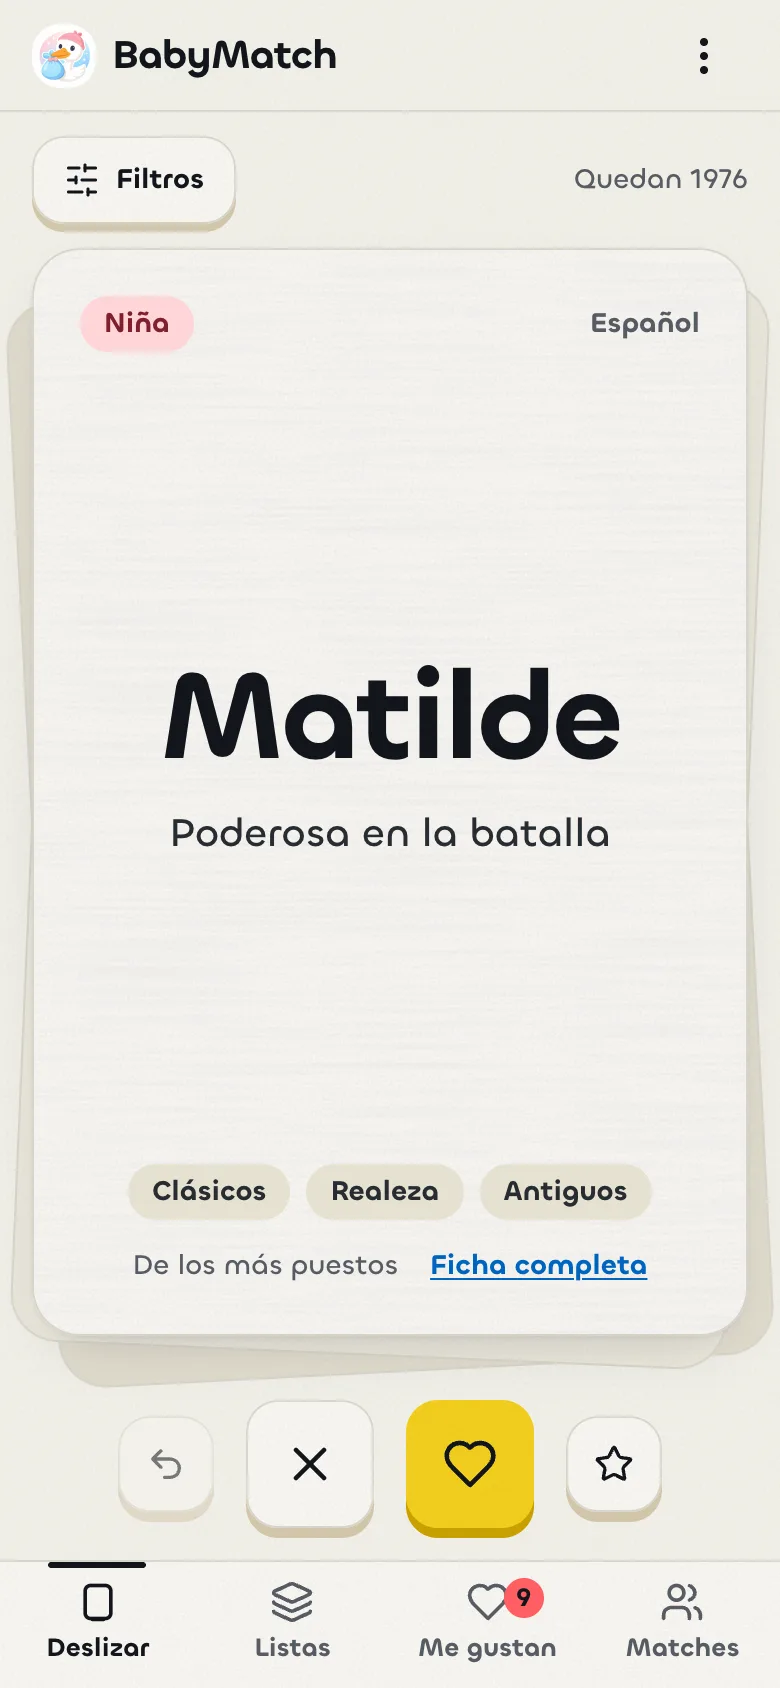 BabyMatch
Filtros
Quedan 1976
Niña
Español
Matilde
Poderosa en la batalla
Clásicos
Realeza
Antiguos
De los más puestos
Ficha completa
9
Deslizar
Listas
Me gustan
Matches